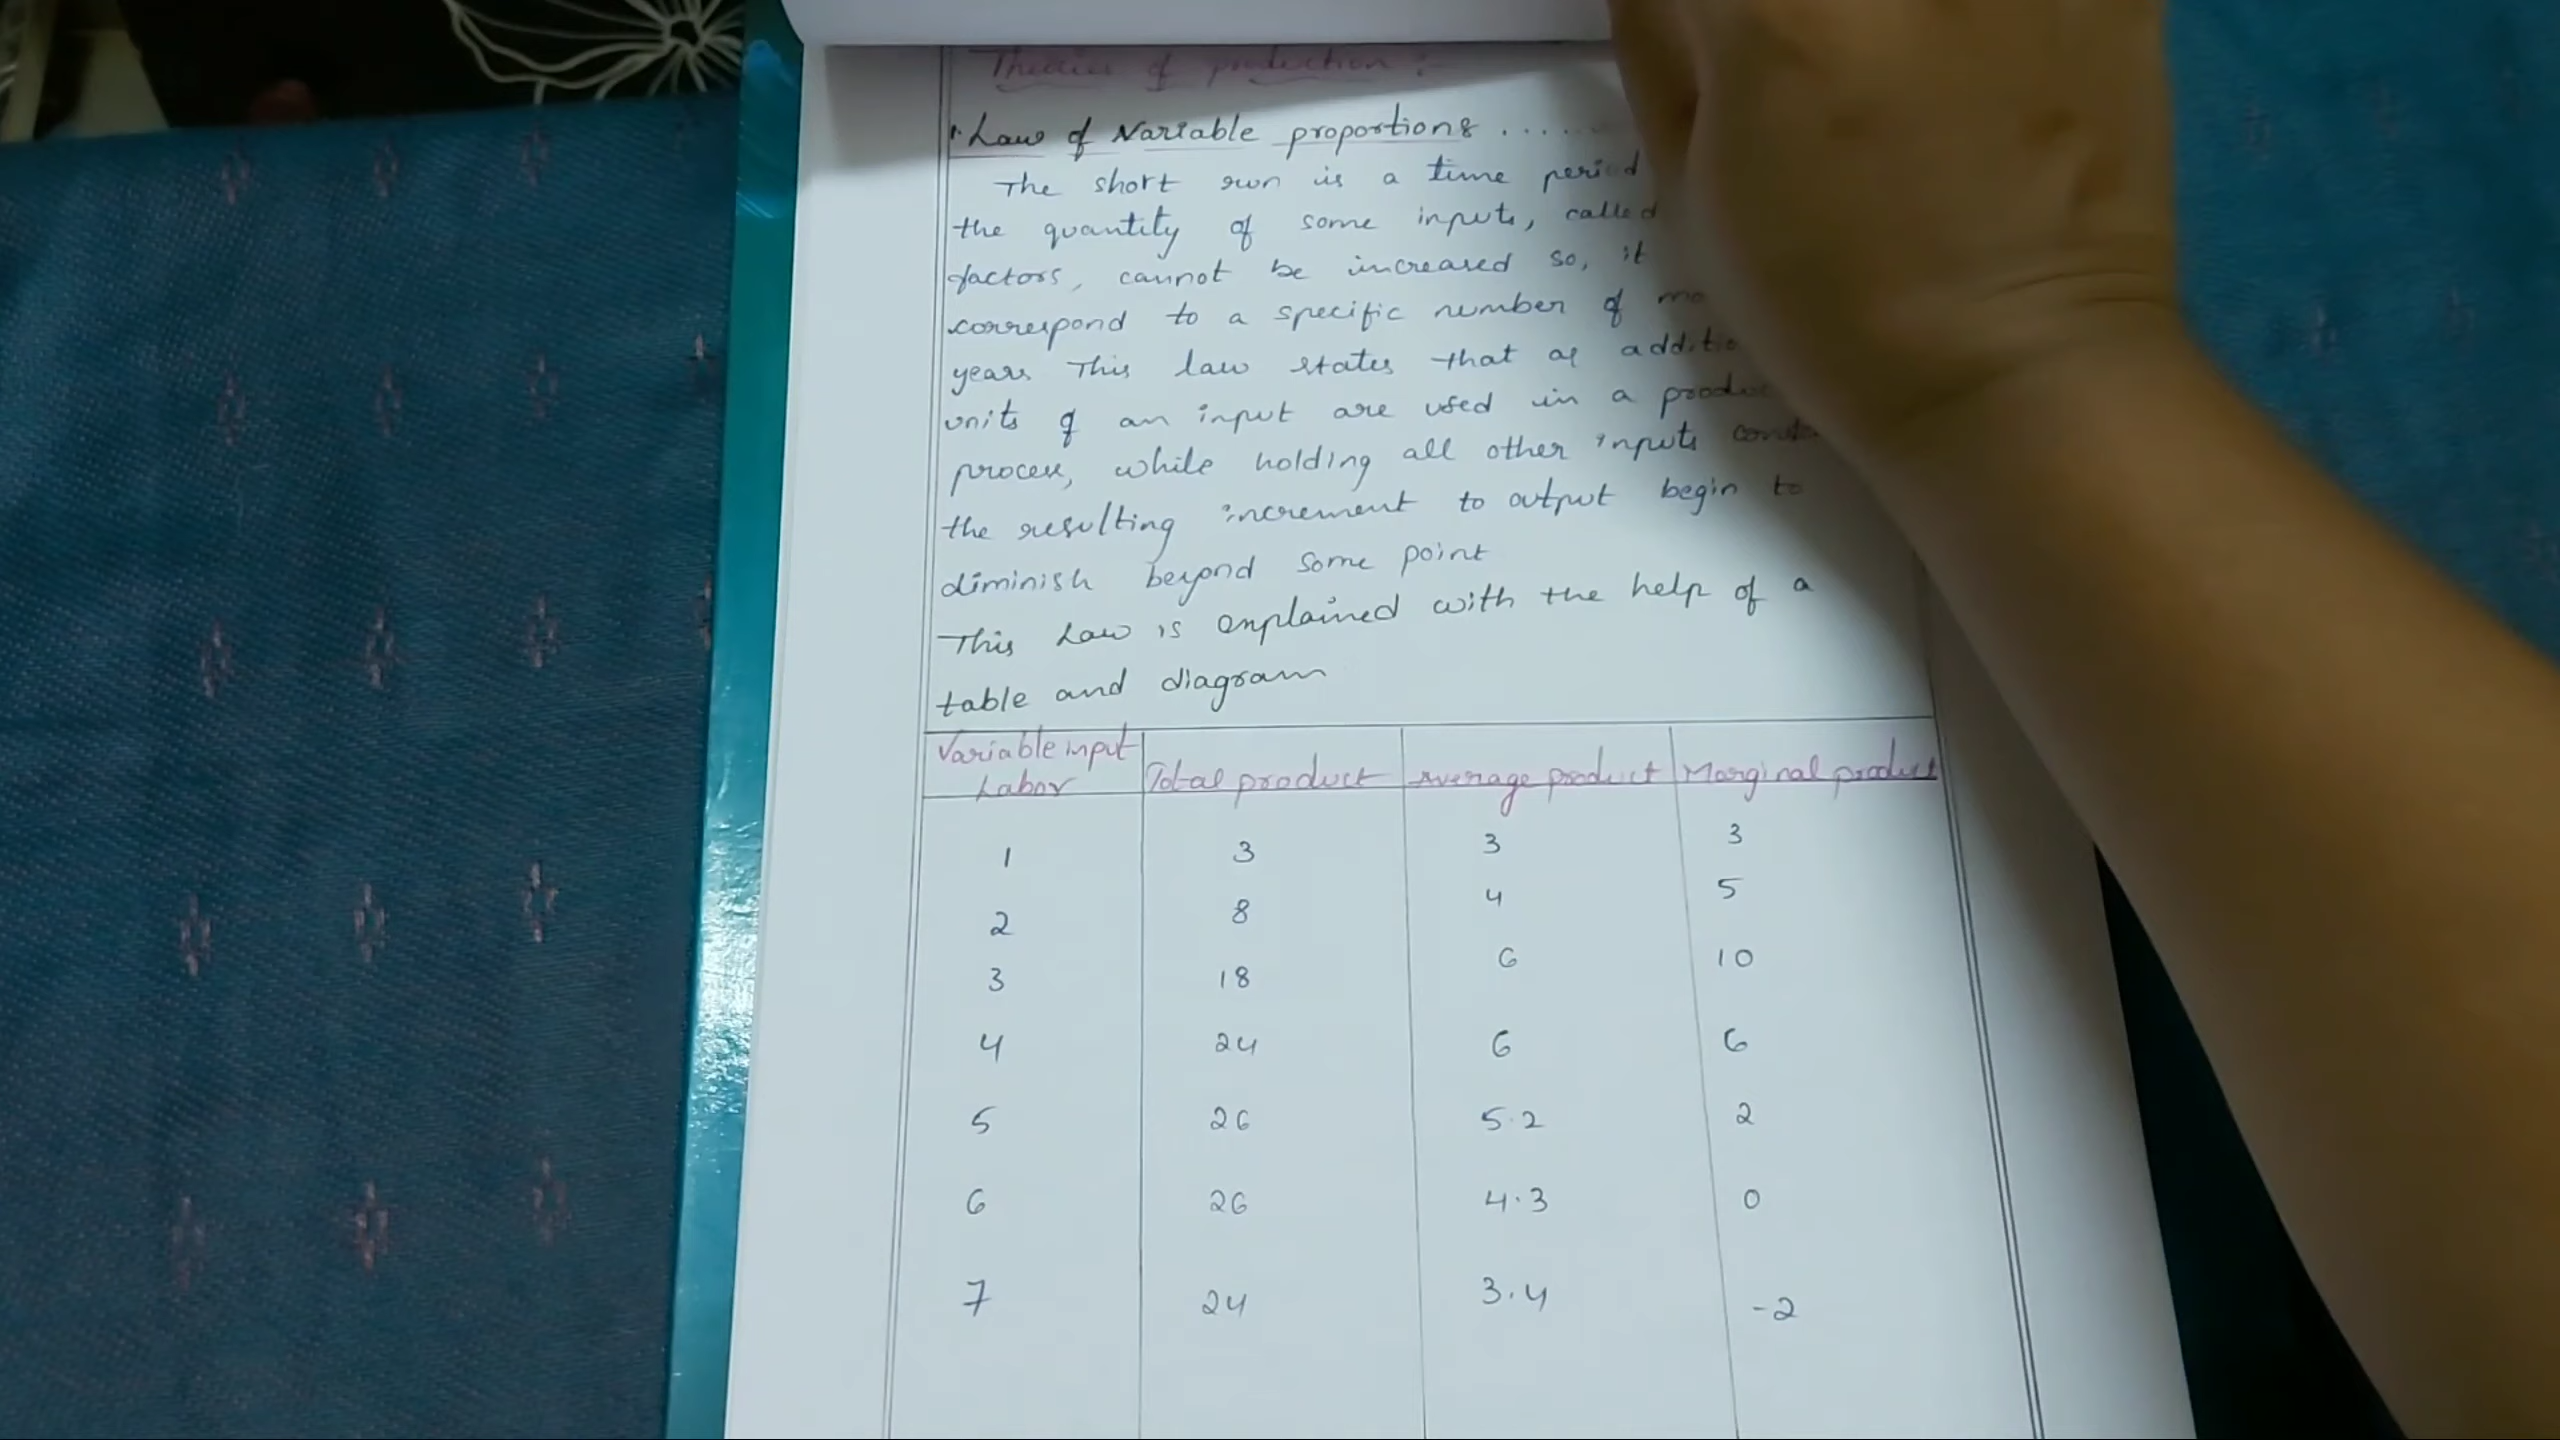 Theories of production :-
1. Law of Variable proportions ......
The short run is a time period
the quantity of some inputs, called
factors, cannot be increased so, it
correspond to a specific number of
years This law states that as
units of an input are used in a
process, while holding all other inputs
the resulting increment to output begin to
diminish beyond some point
This Law is explained with the help of a
table and diagram
Variable input Labor Total product Average product Marginal product
1 3 3 3
2 8 4 5
3 18 6 10
4 24 6 6
5 26 5.2 2
6 26 4.3 0
7 24 3.4 -2